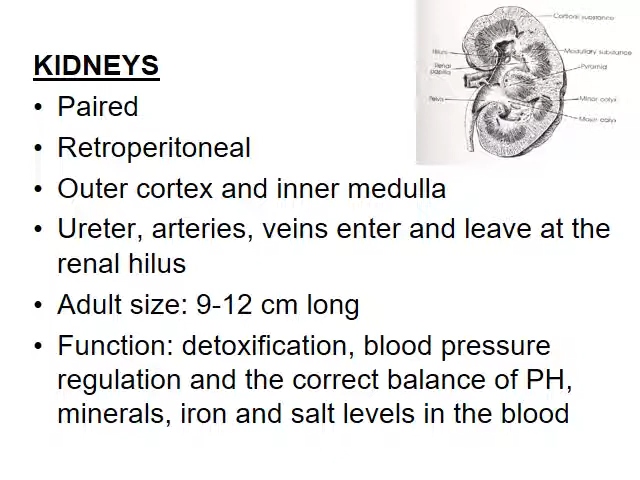 KIDNEYS
• Paired
• Retroperitoneal
• Outer cortex and inner medulla
• Ureter, arteries, veins enter and leave at the
renal hilus
• Adult size: 9-12 cm long
• Function: detoxification, blood pressure
regulation and the correct balance of PH,
minerals, iron and salt levels in the blood
Cortical substance
Hilum
Medullary substance
Renal
papilla
Pyramid
Pelvis
Minor calyx
Major calyx